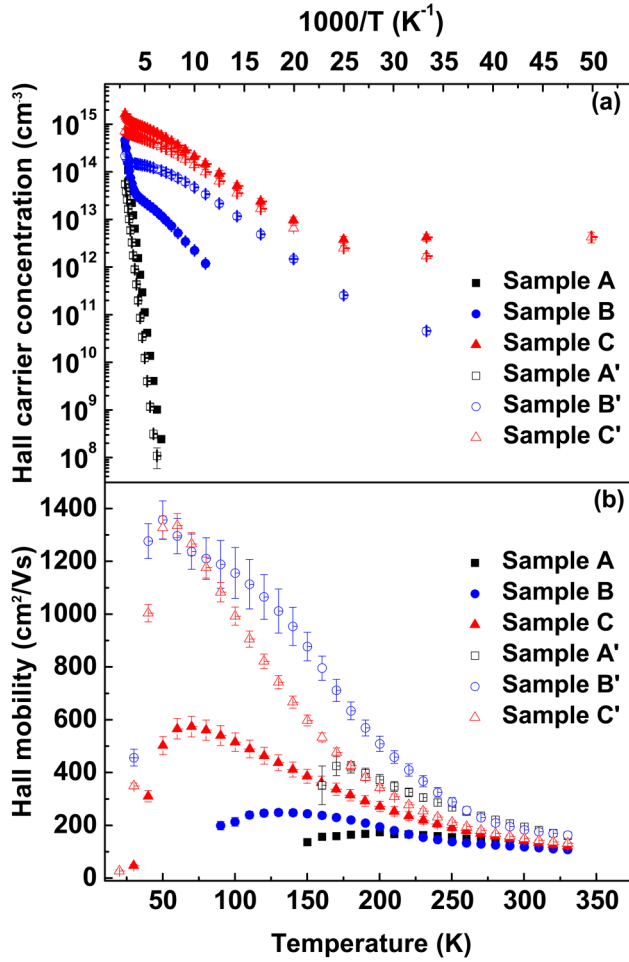 1000/T (K⁻¹)
5 10 15 20 25 30 35 40 45 50
(a)
Hall carrier concentration (cm⁻³)
10¹⁵
10¹⁴
10¹³
10¹²
10¹¹
10¹⁰
10⁹
10⁸
Sample A
Sample B
Sample C
Sample A'
Sample B'
Sample C'
(b)
Hall mobility (cm²/Vs)
1400
1200
1000
800
600
400
200
0
Sample A
Sample B
Sample C
Sample A'
Sample B'
Sample C'
50 100 150 200 250 300 350
Temperature (K)